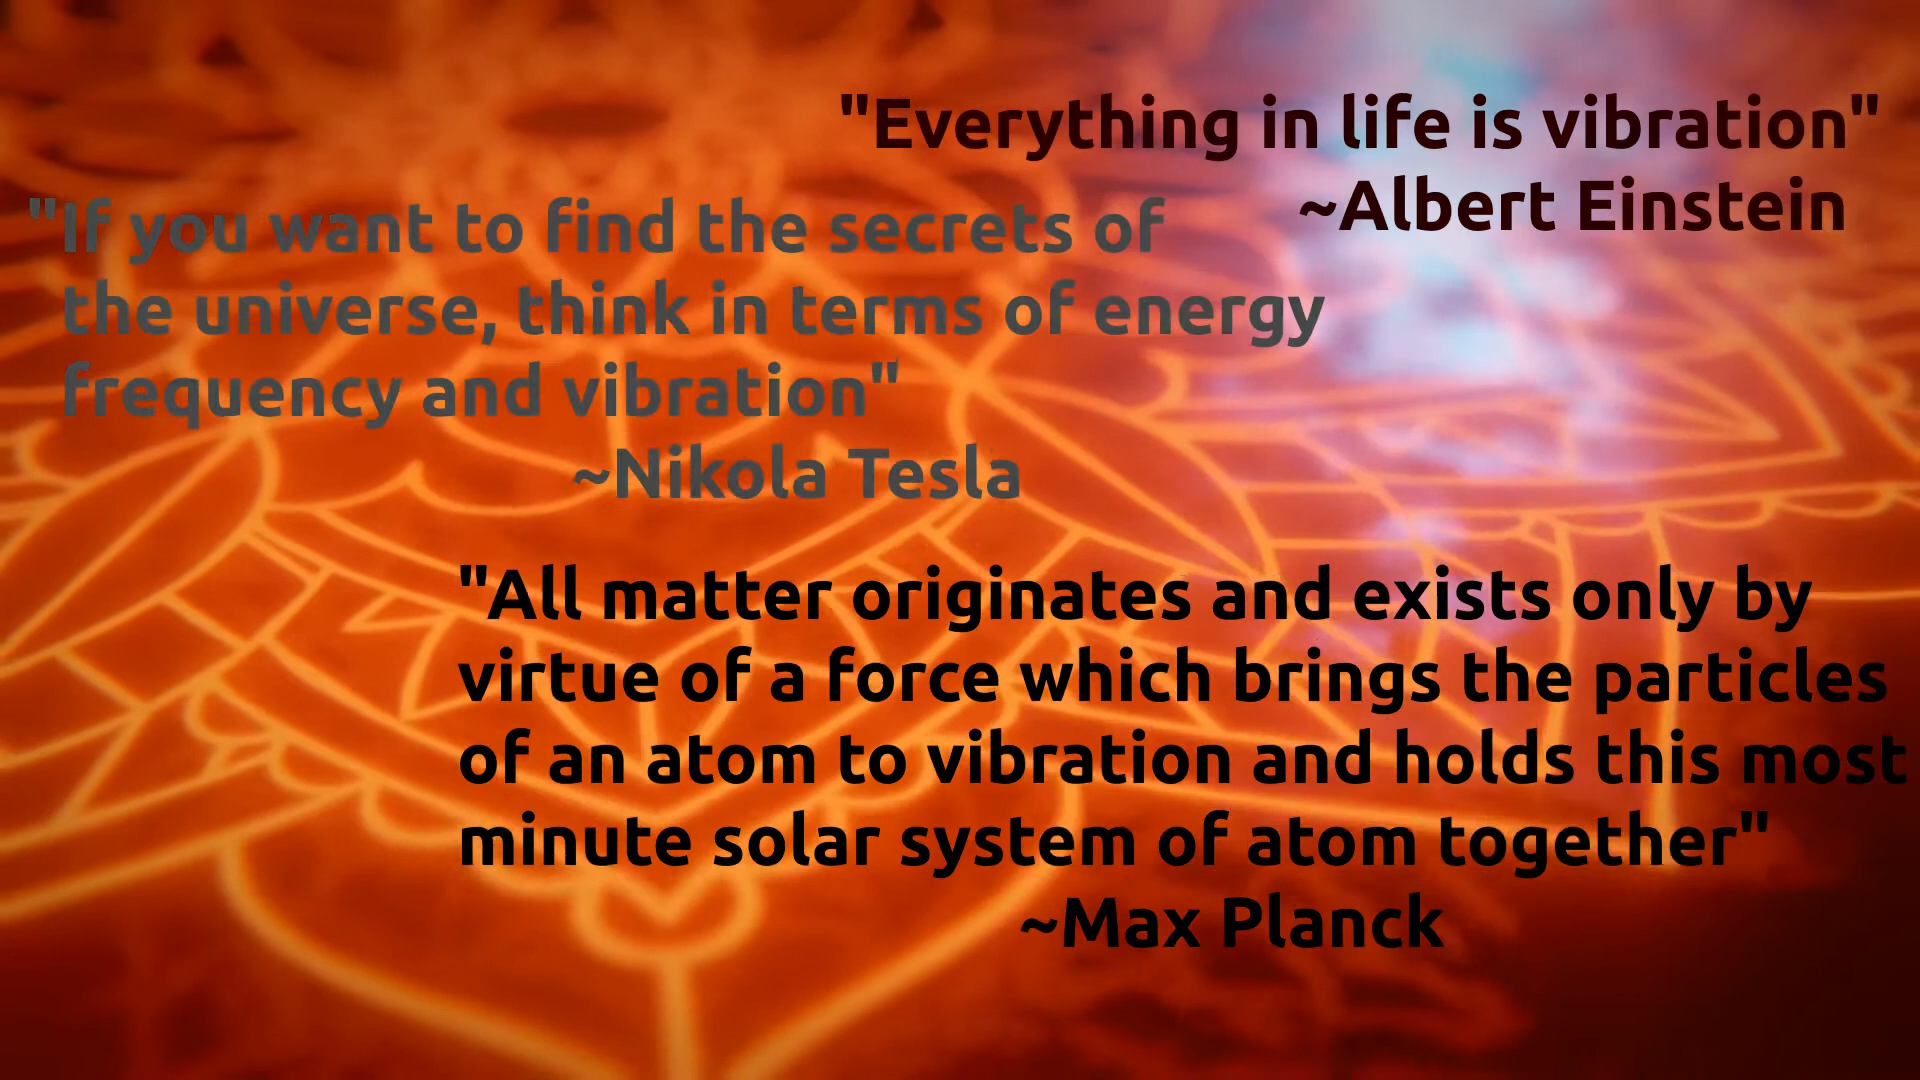 "Everything in life is vibration"
~Albert Einstein
"If you want to find the secrets of
the universe, think in terms of energy
frequency and vibration"
~Nikola Tesla
"All matter originates and exists only by
virtue of a force which brings the particles
of an atom to vibration and holds this most
minute solar system of atom together"
~Max Planck